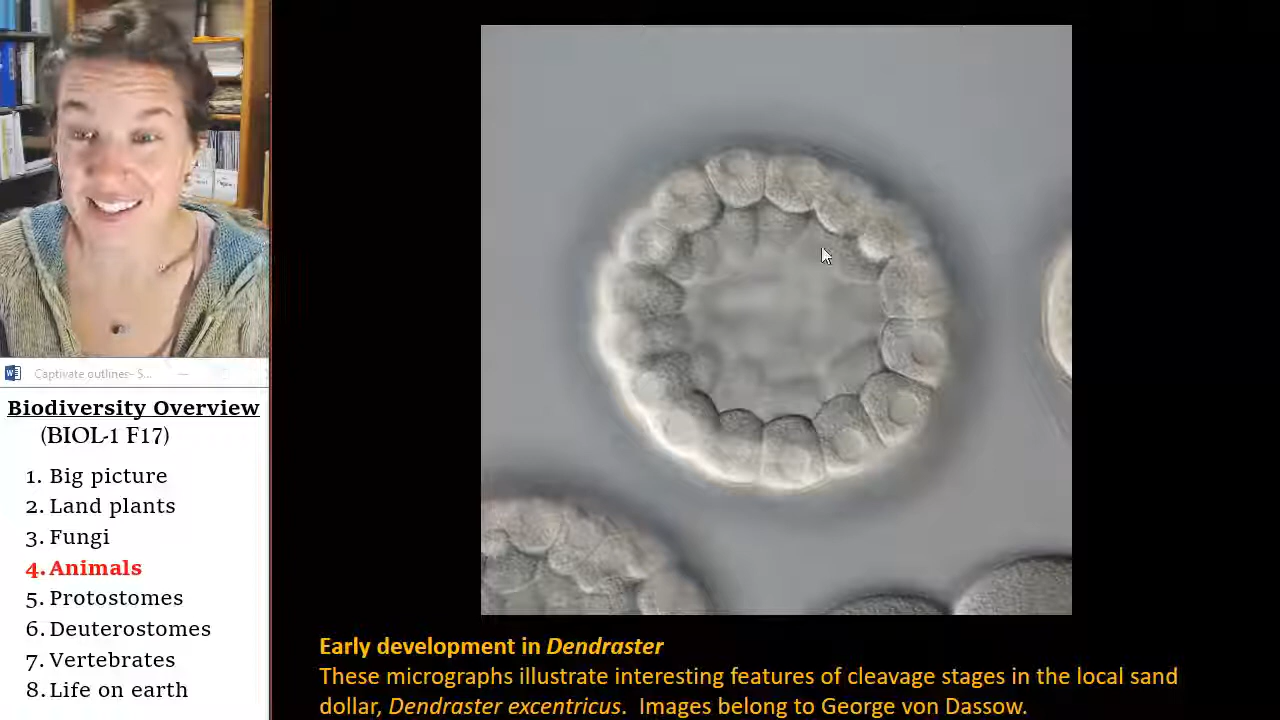 Captivate outlines- S...
Biodiversity Overview
(BIOL-1 F17)
1. Big picture
2. Land plants
3. Fungi
4. Animals
5. Protostomes
6. Deuterostomes
7. Vertebrates
8. Life on earth
Early development in Dendraster
These micrographs illustrate interesting features of cleavage stages in the local sand
dollar, Dendraster excentricus. Images belong to George von Dassow.